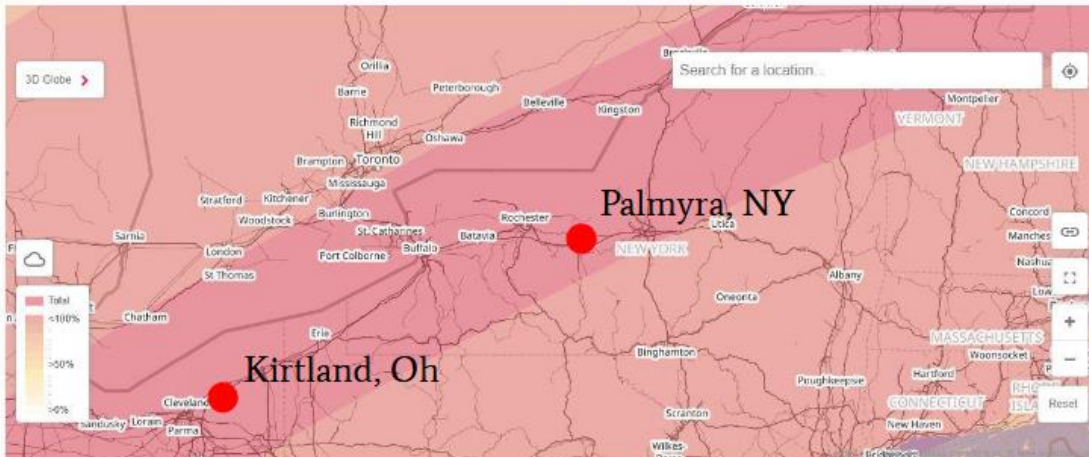 3D Globe
Search for a location...
Orillia
Barrie
Peterborough
Belleville
Kingston
Montpelier
VERMONT
Richmond
Hill
Oshawa
Brampton
Toronto
NEW HAMPSHIRE
Mississauga
Stratford
Kitchener
Palmyra, NY
Woodstock
Burlington
Rochester
Concord
Sarnia
St. Catharines
Batavia
Utica
London
Buffalo
NEW YORK
Port Colborne
St Thomas
Albany
Total
<100%
Oneonta
Chatham
Erie
MASSACHUSETTS
Binghamton
Woonsocket
>50%
Kirtland, Oh
Poughkeepsie
Hartford
Cleveland
CONNECTICUT
Reset
>0%
Lorain
Parma
Scranton
New Haven